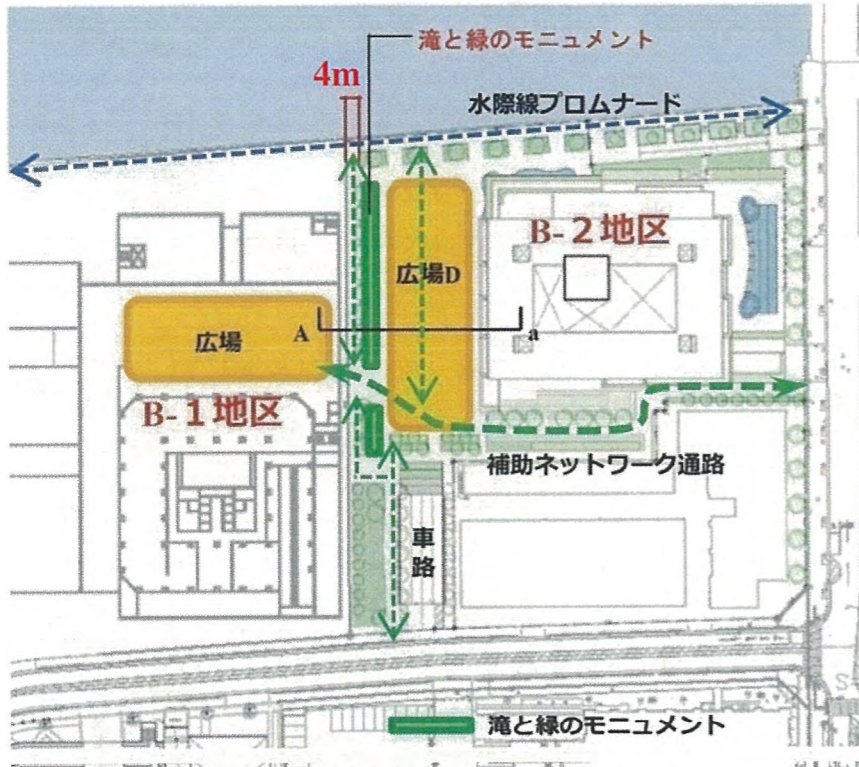 滝と緑のモニュメント
4m
水際線プロムナード
B-２地区
広場D
広場
A
a
B-１地区
補助ネットワーク通路
車路
滝と緑のモニュメント